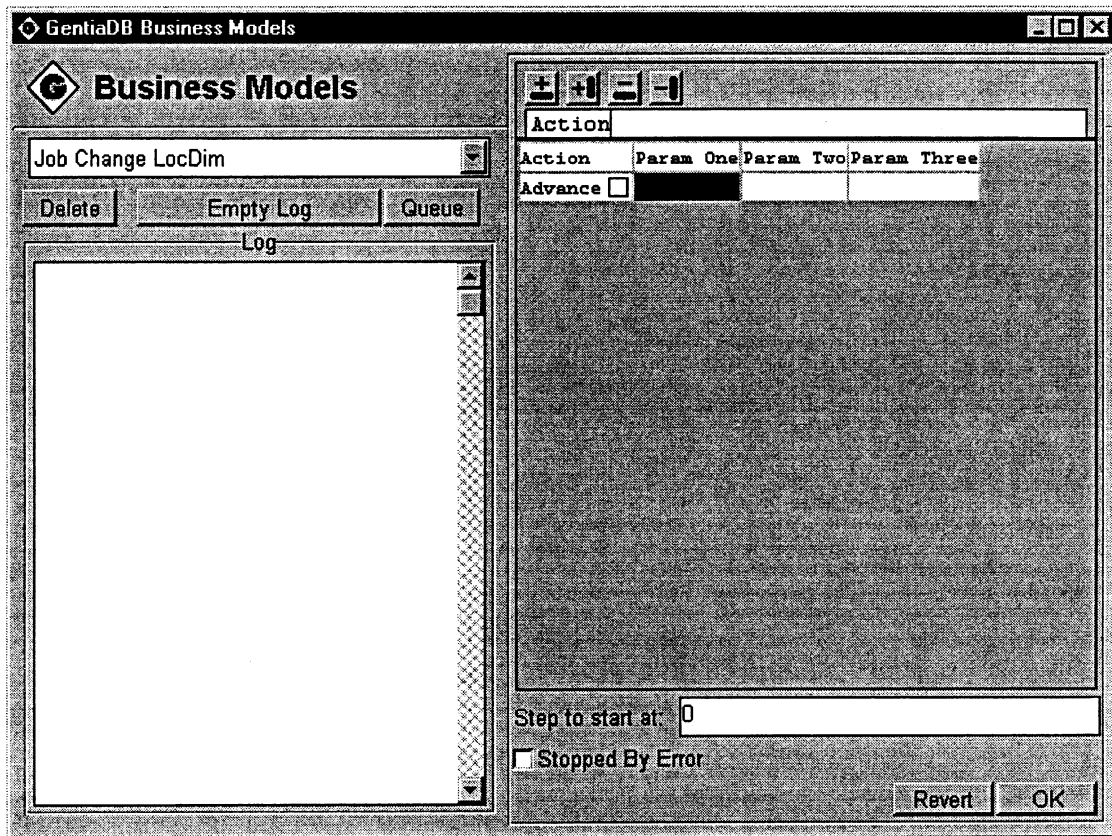 GentiaDB Business Models
G Business Models
Job Change LocDim
Delete
Empty Log
Queue
Log
Action
Action Param One Param Two Param Three
Advance
Step to start at: 0
Stopped By Error
Revert
OK